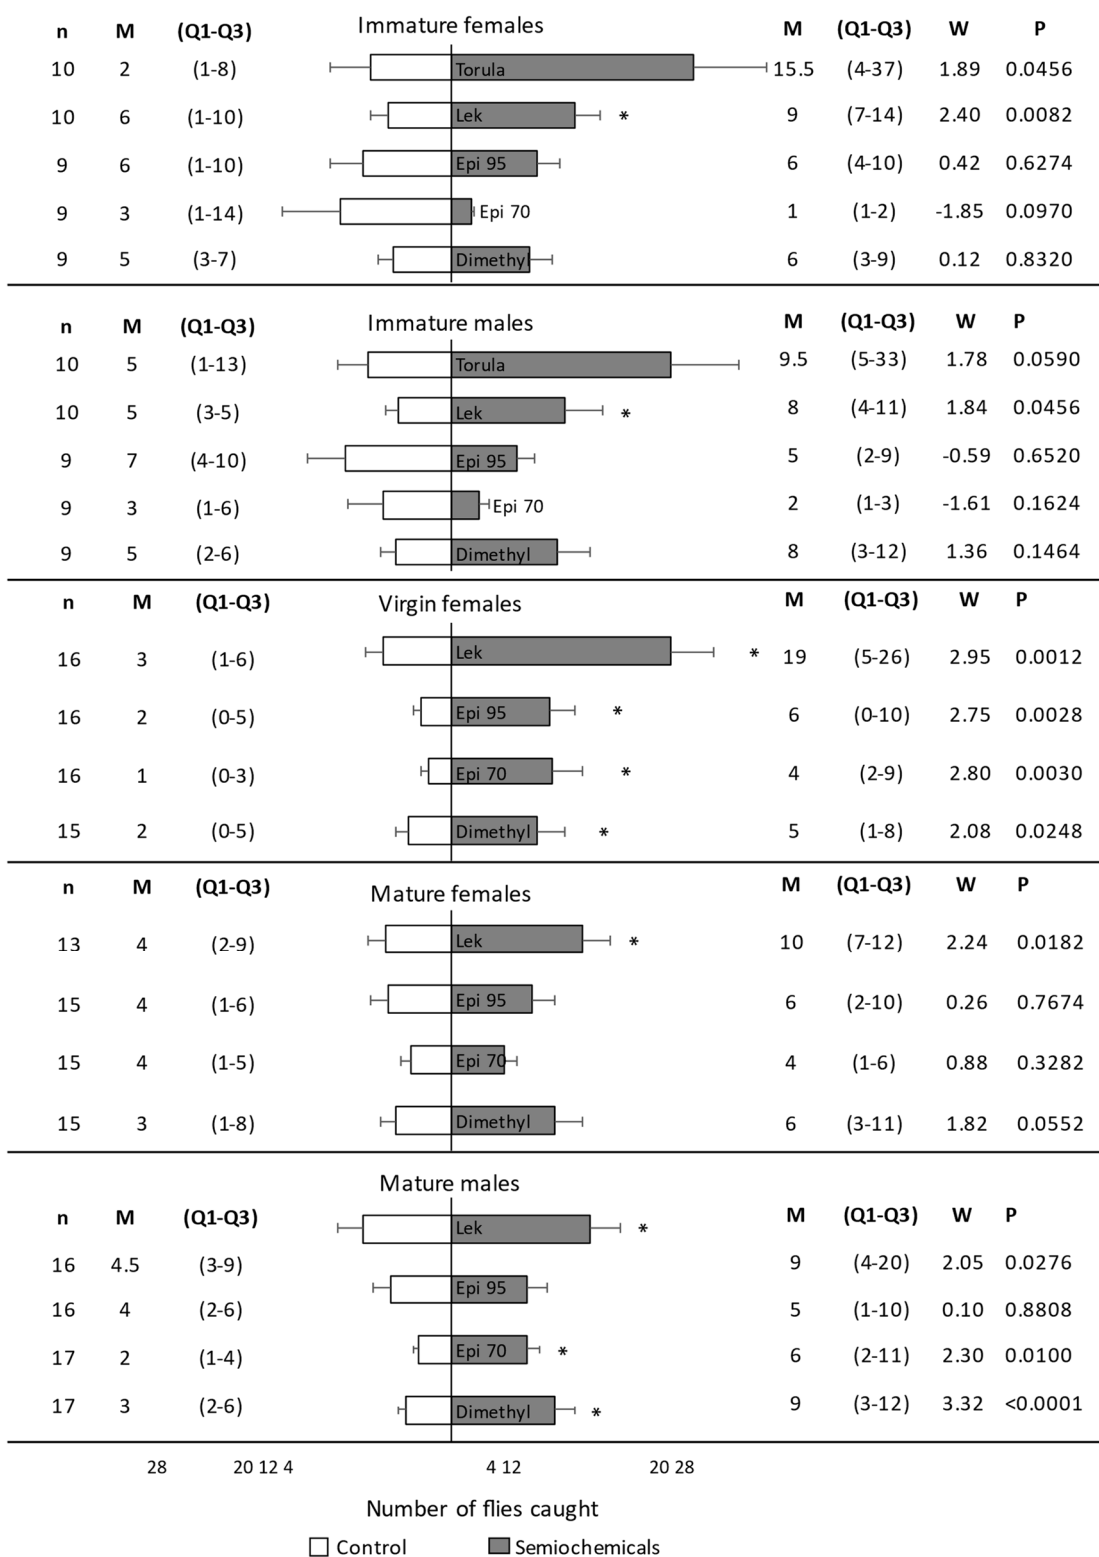 Immature females
n M (Q1-Q3) M (Q1-Q3) W P
10 2 (1-8) Torula 15.5 (4-37) 1.89 0.0456
10 6 (1-10) Lek * 9 (7-14) 2.40 0.0082
9 6 (1-10) Epi 95 6 (4-10) 0.42 0.6274
9 3 (1-14) Epi 70 1 (1-2) -1.85 0.0970
9 5 (3-7) Dimethyl 6 (3-9) 0.12 0.8320
Immature males
n M (Q1-Q3) M (Q1-Q3) W P
10 5 (1-13) Torula 9.5 (5-33) 1.78 0.0590
10 5 (3-5) Lek * 8 (4-11) 1.84 0.0456
9 7 (4-10) Epi 95 5 (2-9) -0.59 0.6520
9 3 (1-6) Epi 70 2 (1-3) -1.61 0.1624
9 5 (2-6) Dimethyl 8 (3-12) 1.36 0.1464
Virgin females
n M (Q1-Q3) M (Q1-Q3) W P
16 3 (1-6) Lek * 19 (5-26) 2.95 0.0012
16 2 (0-5) Epi 95 * 6 (0-10) 2.75 0.0028
16 1 (0-3) Epi 70 * 4 (2-9) 2.80 0.0030
15 2 (0-5) Dimethyl * 5 (1-8) 2.08 0.0248
Mature females
n M (Q1-Q3) M (Q1-Q3) W P
13 4 (2-9) Lek * 10 (7-12) 2.24 0.0182
15 4 (1-6) Epi 95 6 (2-10) 0.26 0.7674
15 4 (1-5) Epi 70 4 (1-6) 0.88 0.3282
15 3 (1-8) Dimethyl 6 (3-11) 1.82 0.0552
Mature males
n M (Q1-Q3) M (Q1-Q3) W P
16 4.5 (3-9) Lek * 9 (4-20) 2.05 0.0276
16 4 (2-6) Epi 95 5 (1-10) 0.10 0.8808
17 2 (1-4) Epi 70 * 6 (2-11) 2.30 0.0100
17 3 (2-6) Dimethyl * 9 (3-12) 3.32 <0.0001
28 20 12 4 4 12 20 28
Number of flies caught
Control Semiochemicals